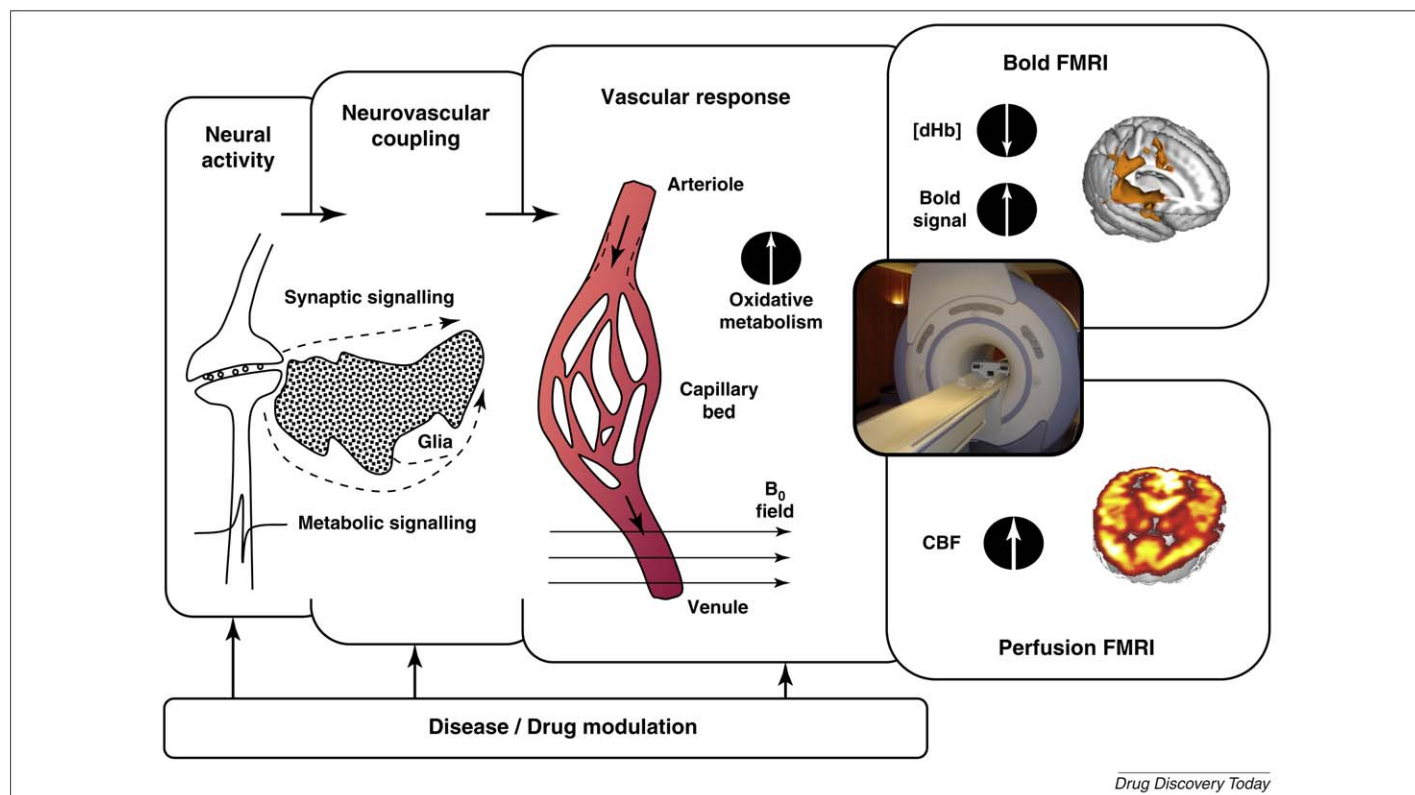 Neural
activity
Neurovascular
coupling
Vascular response
Bold FMRI
[dHb]
Bold
signal
Arteriole
Oxidative
metabolism
Synaptic signalling
Capillary
bed
Glia
Metabolic signalling
B₀
field
Venule
CBF
Perfusion FMRI
Disease / Drug modulation
Drug Discovery Today